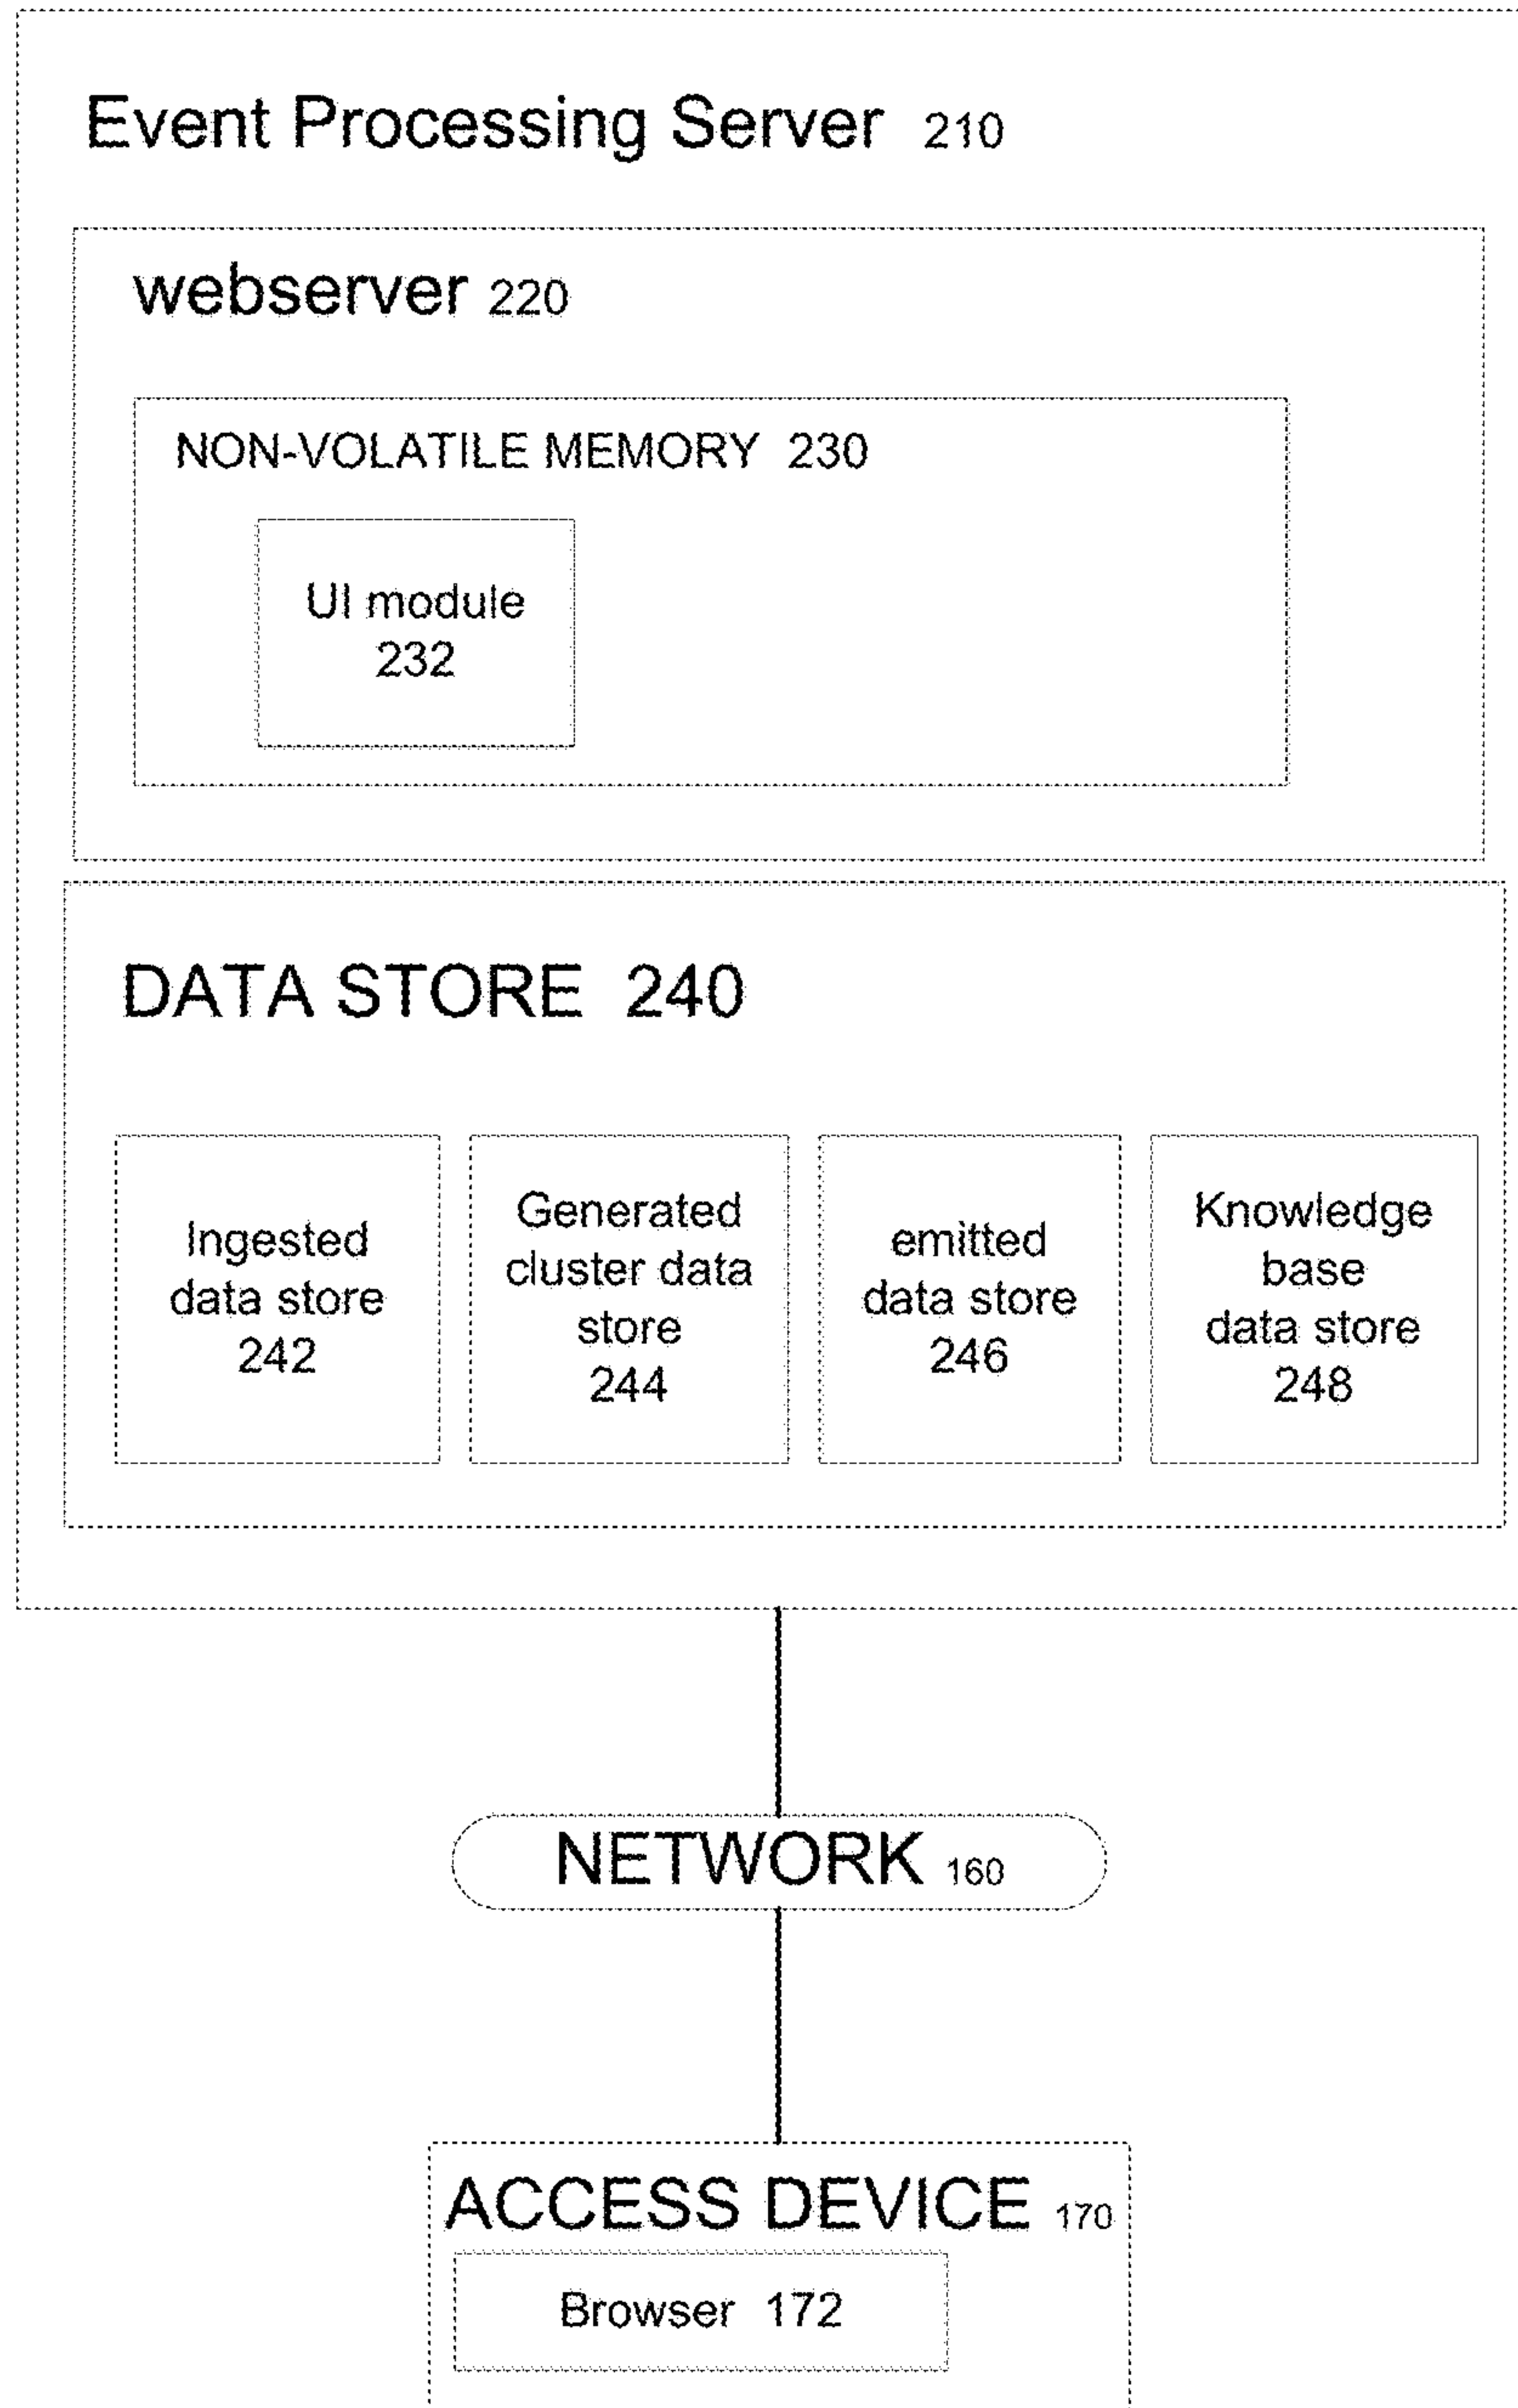 Event Processing Server 210
webserver 220
NON-VOLATILE MEMORY 230
UI module
232
DATA STORE 240
Ingested
data store
242
Generated
cluster data
store
244
emitted
data store
246
Knowledge
base
data store
248
NETWORK 160
ACCESS DEVICE 170
Browser 172